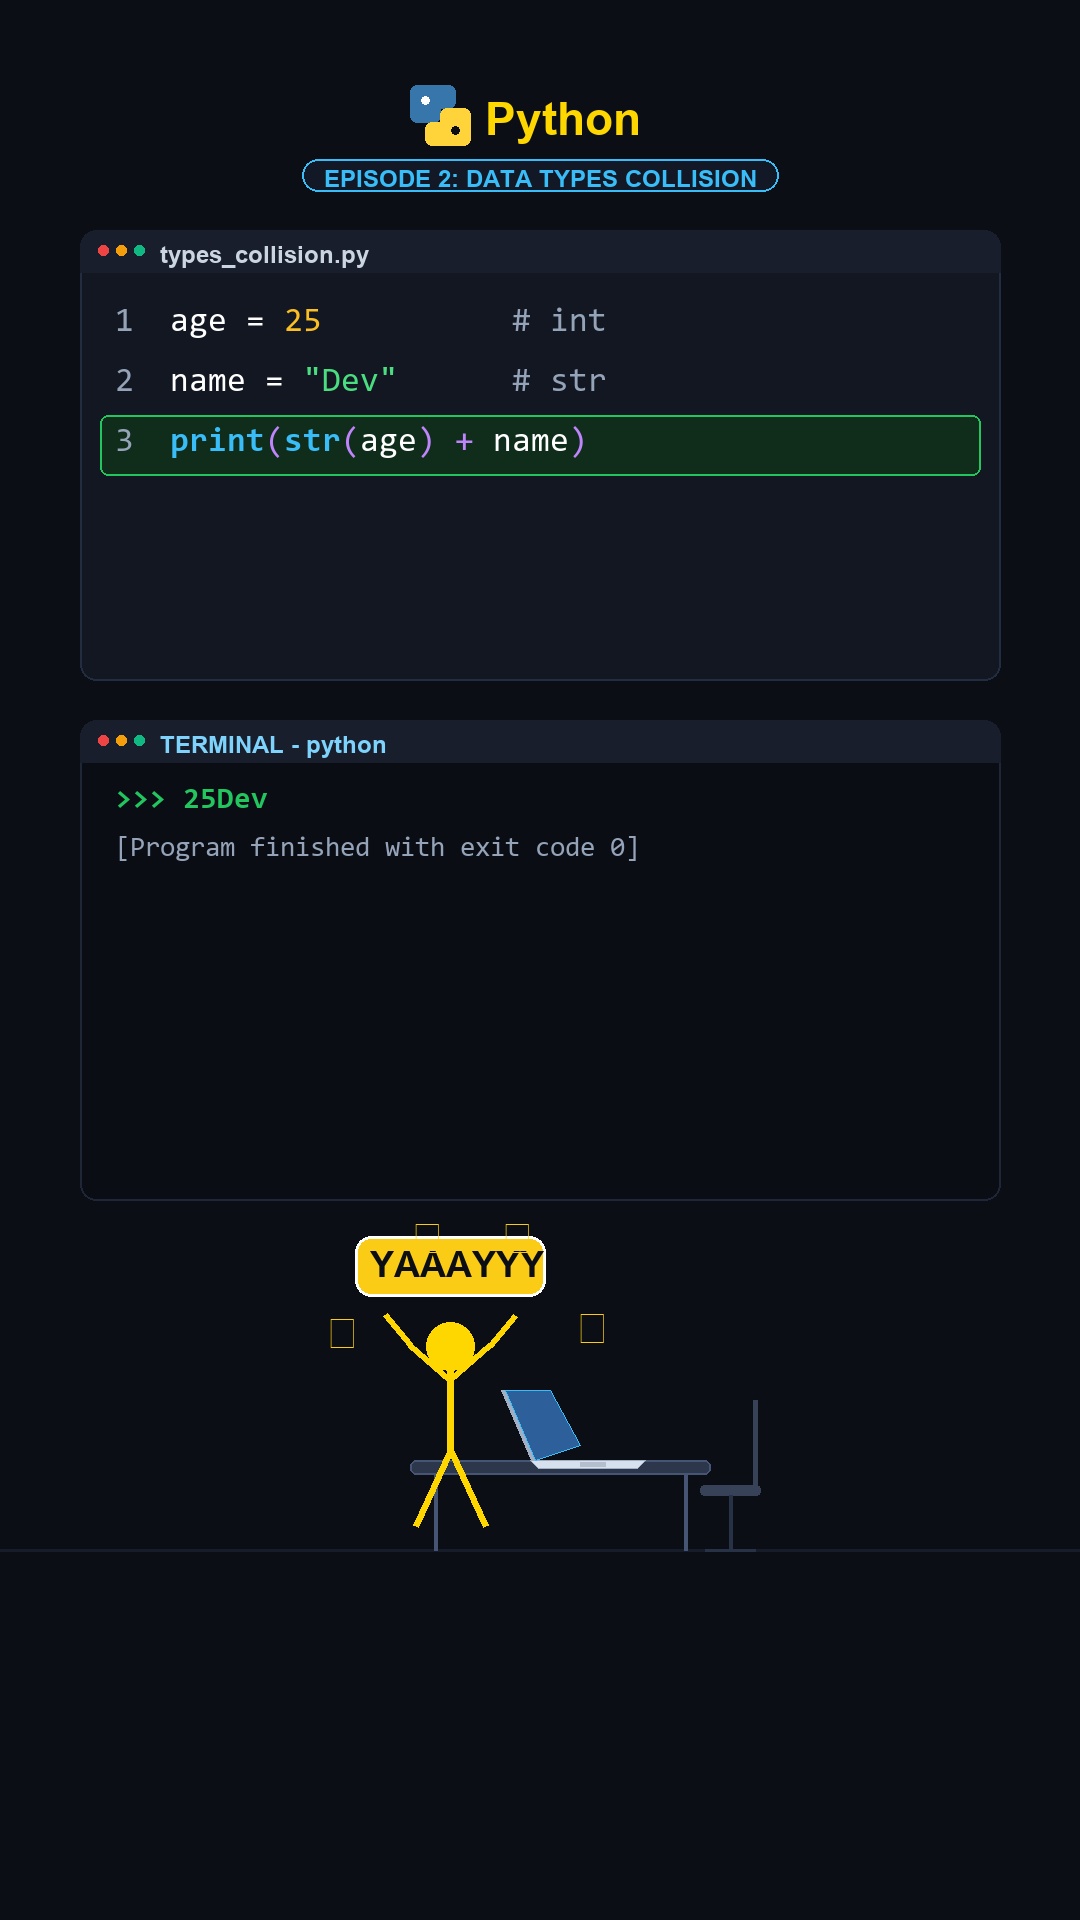 Python
EPISODE 2: DATA TYPES COLLISION
types_collision.py
1 age = 25 # int
2 name = "Dev" # str
3 print(str(age) + name)
TERMINAL - python
>>> 25Dev
[Program finished with exit code 0]
YAAAYYY